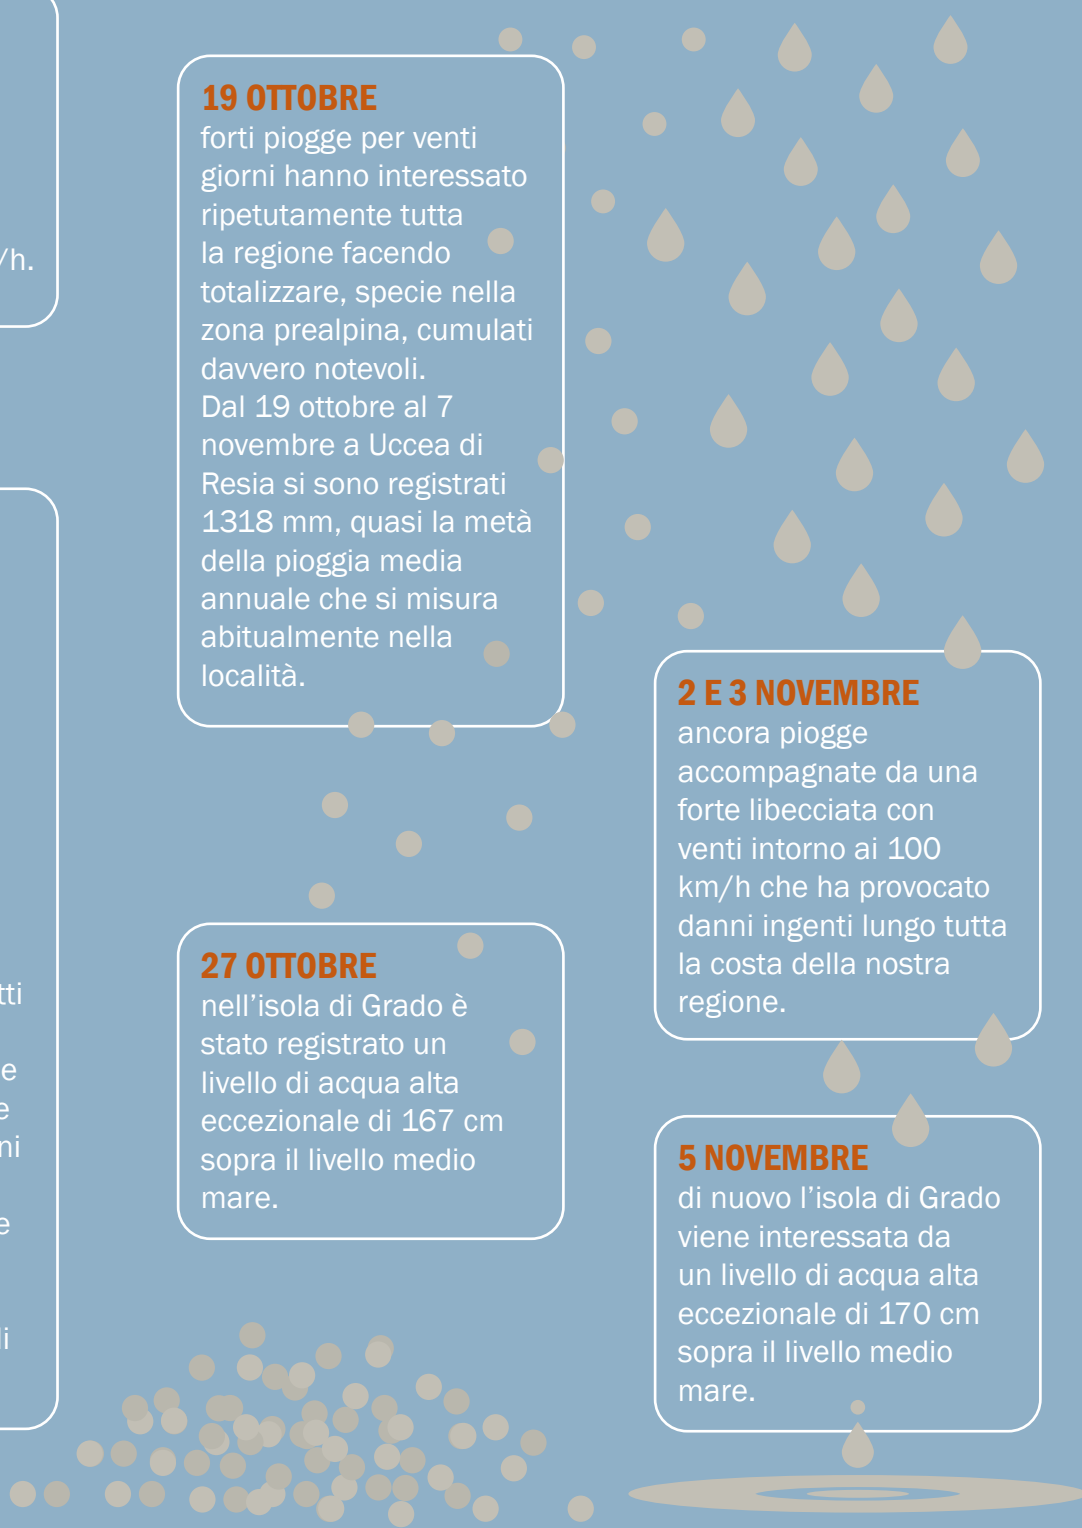 /h.
tti
e
e
ni
e
li
19 OTTOBRE
forti piogge per venti
giorni hanno interessato
ripetutamente tutta
la regione facendo
totalizzare, specie nella
zona prealpina, cumulati
davvero notevoli.
Dal 19 ottobre al 7
novembre a Uccea di
Resia si sono registrati
1318 mm, quasi la metà
della pioggia media
annuale che si misura
abitualmente nella
località.
27 OTTOBRE
nell'isola di Grado è
stato registrato un
livello di acqua alta
eccezionale di 167 cm
sopra il livello medio
mare.
2 E 3 NOVEMBRE
ancora piogge
accompagnate da una
forte libecciata con
venti intorno ai 100
km/h che ha provocato
danni ingenti lungo tutta
la costa della nostra
regione.
5 NOVEMBRE
di nuovo l'isola di Grado
viene interessata da
un livello di acqua alta
eccezionale di 170 cm
sopra il livello medio
mare.